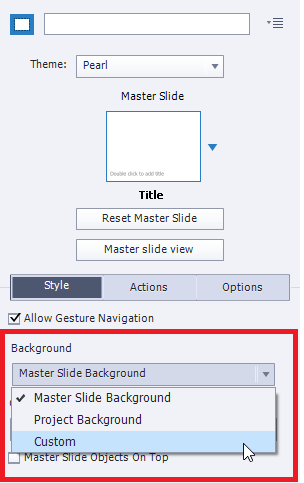 Theme: Pearl
Master Slide
Double click to add title
Title
Reset Master Slide
Master slide view
Style Actions Options
Allow Gesture Navigation
Background
Master Slide Background
Master Slide Background
Project Background
Custom
Master Slide Objects On Top